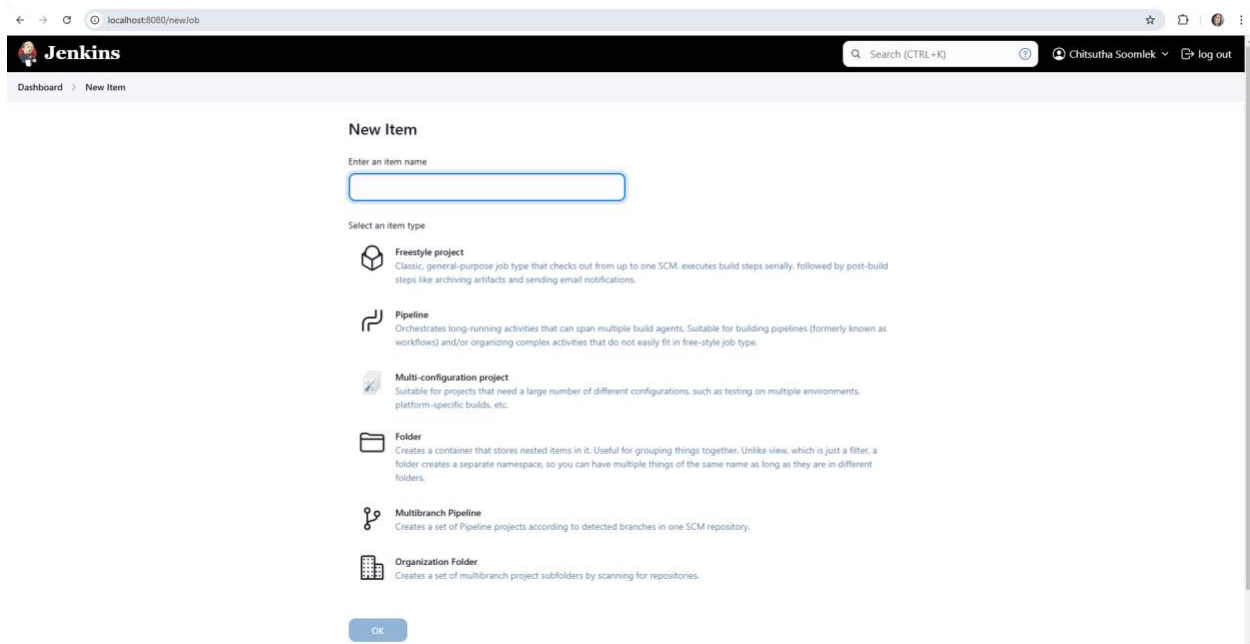 localhost:8080/newJob
Jenkins
Search (CTRL+K)
Chitsutha Soomlek
log out
Dashboard > New Item
New Item
Enter an item name
Select an item type
Freestyle project
Classic, general-purpose job type that checks out from up to one SCM, executes build steps serially, followed by post-build
steps like archiving artifacts and sending email notifications.
Pipeline
Orchestrates long-running activities that can span multiple build agents. Suitable for building pipelines (formerly known as
workflows) and/or organizing complex activities that do not easily fit in free-style job type.
Multi-configuration project
Suitable for projects that need a large number of different configurations, such as testing on multiple environments,
platform-specific builds, etc.
Folder
Creates a container that stores nested items in it. Useful for grouping things together. Unlike view, which is just a filter, a
folder creates a separate namespace, so you can have multiple things of the same name as long as they are in different
folders.
Multibranch Pipeline
Creates a set of Pipeline projects according to detected branches in one SCM repository.
Organization Folder
Creates a set of multibranch project subfolders by scanning for repositories.
OK